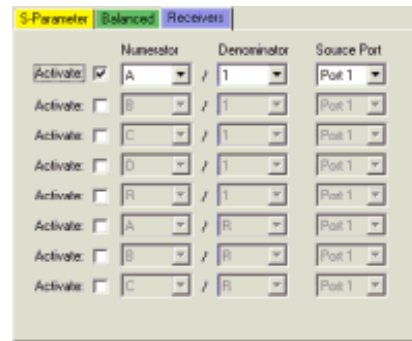 S-Parameter Balanced Receivers
Numerator Denominator Source Port
Activate: A / 1 Port 1
Activate: B / 1 Port 1
Activate: C / 1 Port 1
Activate: D / 1 Port 1
Activate: R / 1 Port 1
Activate: A / R Port 1
Activate: B / R Port 1
Activate: C / R Port 1